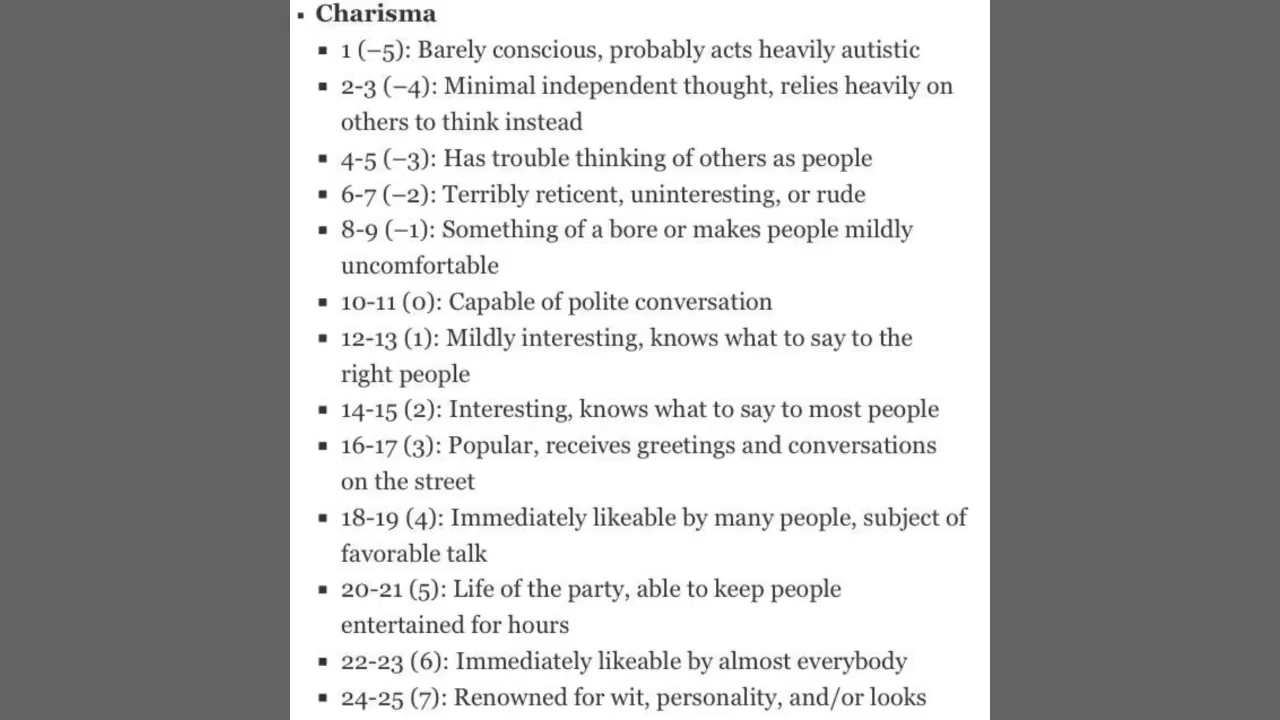 ▪ Charisma
▪ 1 (–5): Barely conscious, probably acts heavily autistic
▪ 2-3 (–4): Minimal independent thought, relies heavily on
others to think instead
▪ 4-5 (–3): Has trouble thinking of others as people
▪ 6-7 (–2): Terribly reticent, uninteresting, or rude
▪ 8-9 (–1): Something of a bore or makes people mildly
uncomfortable
▪ 10-11 (0): Capable of polite conversation
▪ 12-13 (1): Mildly interesting, knows what to say to the
right people
▪ 14-15 (2): Interesting, knows what to say to most people
▪ 16-17 (3): Popular, receives greetings and conversations
on the street
▪ 18-19 (4): Immediately likeable by many people, subject of
favorable talk
▪ 20-21 (5): Life of the party, able to keep people
entertained for hours
▪ 22-23 (6): Immediately likeable by almost everybody
▪ 24-25 (7): Renowned for wit, personality, and/or looks